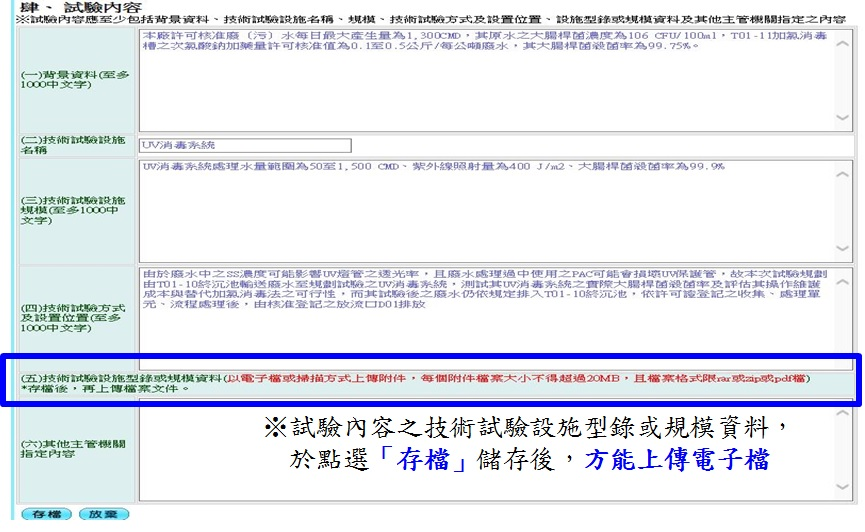 肆、試驗內容
※試驗內容應至少包括背景資料、技術試驗設施名稱、規模、技術試驗方式及設置位置、設施型錄或規模資料及其他主管機關指定之內容
(一)背景資料(至多
1000中文字)
本廠許可核准廢（污）水每日最大產生量為1,300CMD，其原水之大腸桿菌濃度為106 CFU/100ml，T01-11加氯消毒
槽之次氯酸鈉加藥量許可核准值為0.1至0.5公斤/每公噸廢水，其大腸桿菌殺菌率為99.75%。
(二)技術試驗設施
名稱
UV消毒系統
(三)技術試驗設施
規模(至多1000中
文字)
UV消毒系統處理水量範圍為50至1,500 CMD、紫外線照射量為400 J/m2、大腸桿菌殺菌率為99.9%
(四)技術試驗方式
及設置位置(至多
1000中文字)
由於廢水中之SS濃度可能影響UV燈管之透光率，且廢水處理過中使用之PAC可能會損壞UV保護管，故本次試驗規劃
由T01-10終沉池輸送廢水至規劃試驗之UV消毒系統，測試其UV消毒系統之實際大腸桿菌殺菌率及評估其操作維護
成本與替代加氯消毒法之可行性，而其試驗後之廢水仍依規定排入T01-10終沉池，依許可證登記之收集、處理單
元、流程處理後，由核准登記之放流口D01排放
(五)技術試驗設施型錄或規模資料(以電子檔或掃描方式上傳附件，每個附件檔案大小不得超過20MB，且檔案格式限rar或zip或pdf檔)
*存檔後，再上傳檔案文件。
(六)其他主管機關
指定內容
※試驗內容之技術試驗設施型錄或規模資料，
於點選「存檔」儲存後，方能上傳電子檔
存檔 放棄